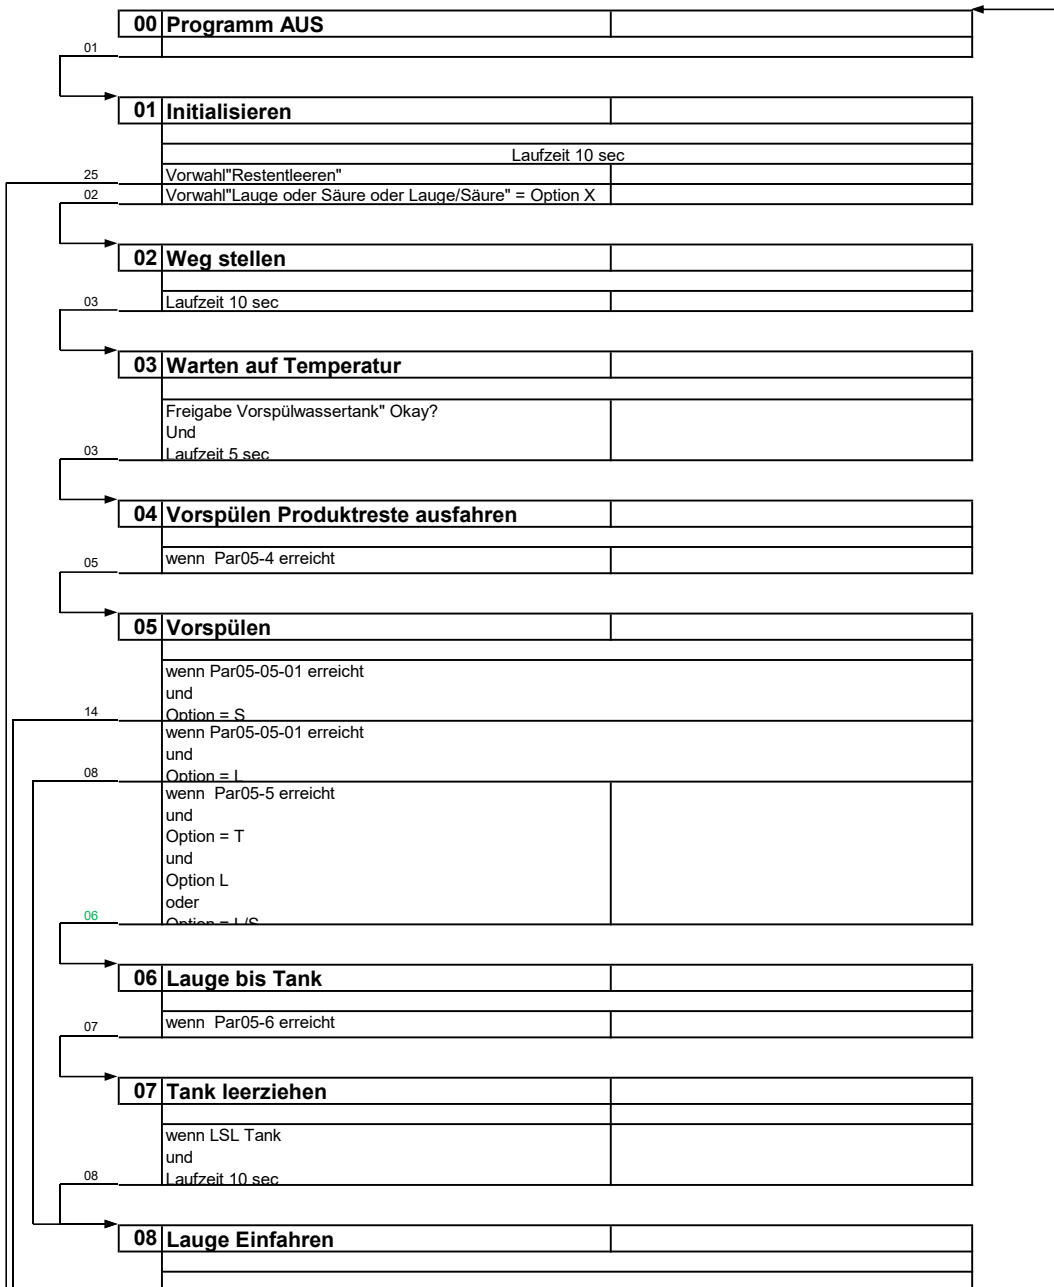 00 Programm AUS
01
01 Initialisieren
Laufzeit 10 sec
25 Vorwahl"Restentleeren"
02 Vorwahl"Lauge oder Säure oder Lauge/Säure" = Option X
02 Weg stellen
03 Laufzeit 10 sec
03 Warten auf Temperatur
Freigabe Vorspülwassertank" Okay?
Und
03 Laufzeit 5 sec
04 Vorspülen Produktreste ausfahren
05 wenn Par05-4 erreicht
05 Vorspülen
wenn Par05-05-01 erreicht
und
14 Option = S
wenn Par05-05-01 erreicht
und
08 Option = L
wenn Par05-5 erreicht
und
Option = T
und
Option L
oder
06 Option = L/S
06 Lauge bis Tank
07 wenn Par05-6 erreicht
07 Tank leerziehen
wenn LSL Tank
und
08 Laufzeit 10 sec
08 Lauge Einfahren